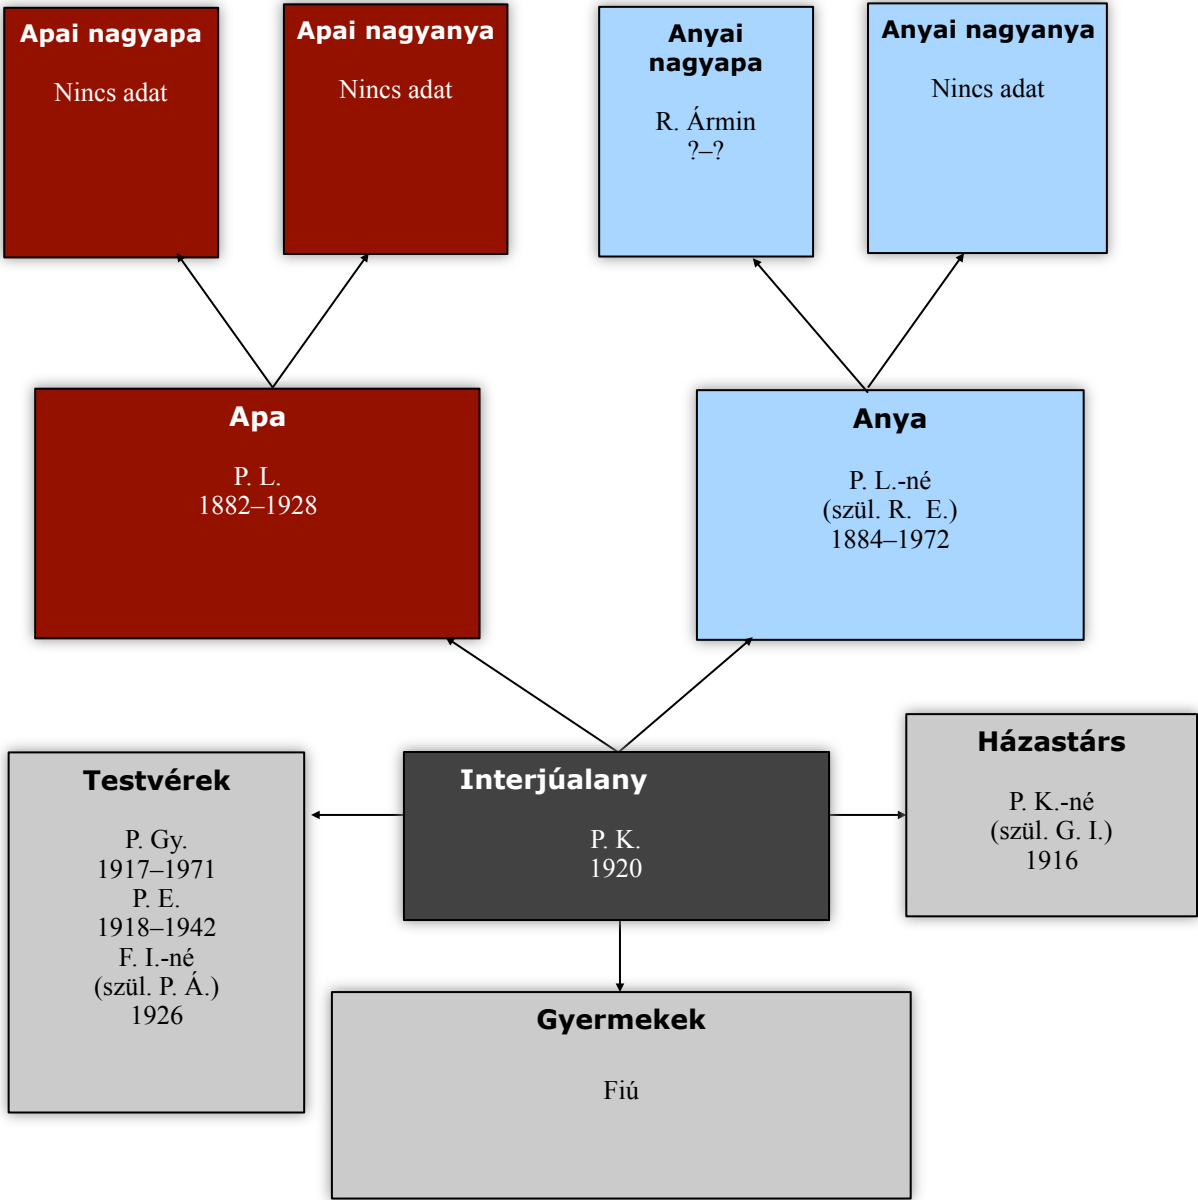 Apai nagyapa
Nincs adat
Apai nagyanya
Nincs adat
Anyai
nagyapa
R. Ármin
?–?
Anyai nagyanya
Nincs adat
Apa
P. L.
1882–1928
Anya
P. L.-né
(szül. R. E.)
1884–1972
Testvérek
P. Gy.
1917–1971
P. E.
1918–1942
F. I.-né
(szül. P. Á.)
1926
Interjúalany
P. K.
1920
Házastárs
P. K.-né
(szül. G. I.)
1916
Gyermekek
Fiú